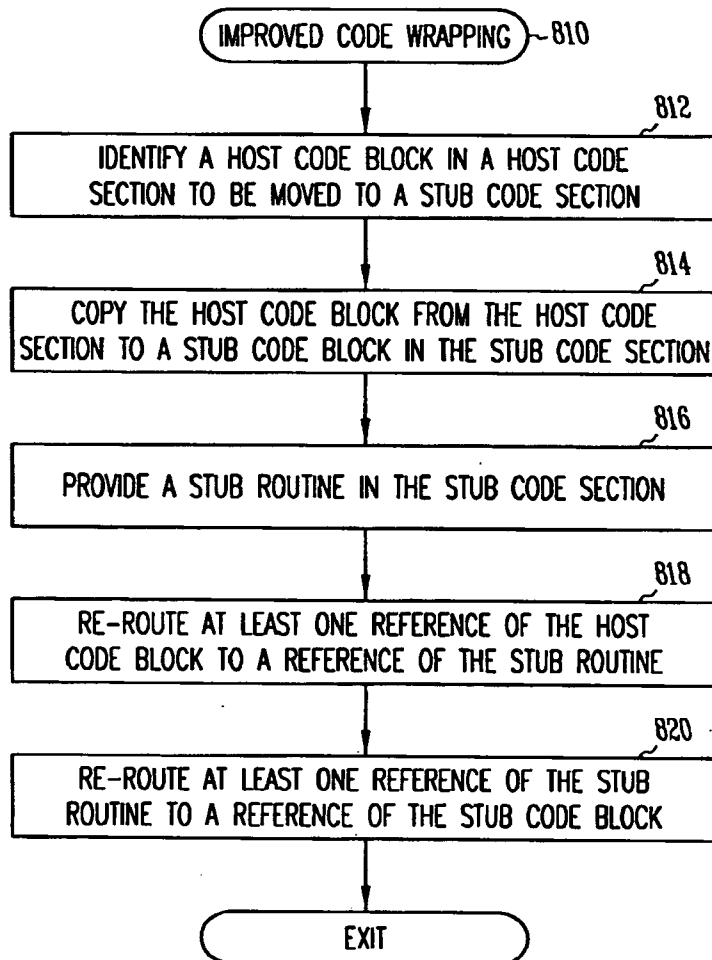 IMPROVED CODE WRAPPING
810
812
IDENTIFY A HOST CODE BLOCK IN A HOST CODE
SECTION TO BE MOVED TO A STUB CODE SECTION
814
COPY THE HOST CODE BLOCK FROM THE HOST CODE
SECTION TO A STUB CODE BLOCK IN THE STUB CODE SECTION
816
PROVIDE A STUB ROUTINE IN THE STUB CODE SECTION
818
RE-ROUTE AT LEAST ONE REFERENCE OF THE HOST
CODE BLOCK TO A REFERENCE OF THE STUB ROUTINE
820
RE-ROUTE AT LEAST ONE REFERENCE OF THE STUB
ROUTINE TO A REFERENCE OF THE STUB CODE BLOCK
EXIT